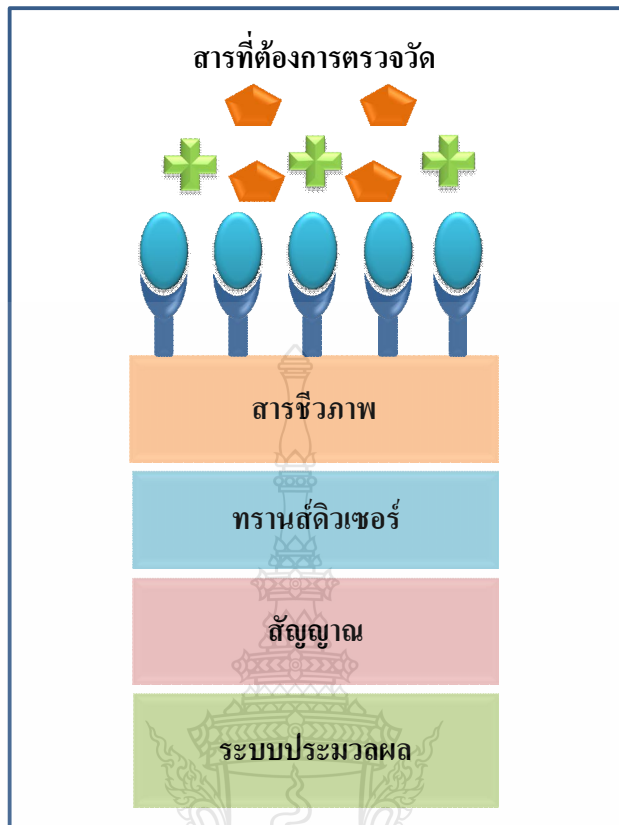 สารที่ต้องการตรวจวัด
สารชีวภาพ
ทรานส์ดิวเซอร์
สัญญาณ
ระบบประมวลผล